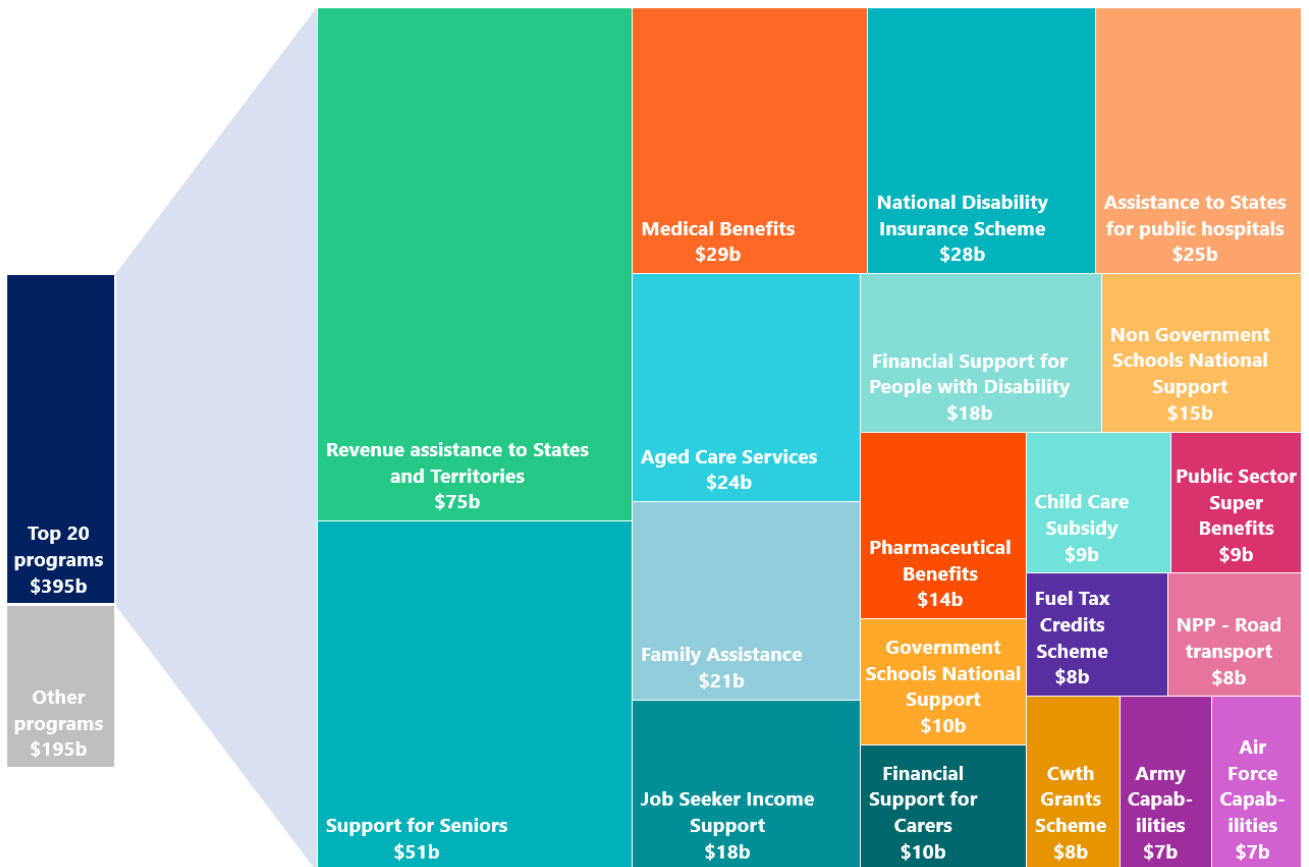 Top 20
programs
$395b
Other
programs
$195b
Revenue assistance to States
and Territories
$75b
Support for Seniors
$51b
Medical Benefits
$29b
National Disability
Insurance Scheme
$28b
Assistance to States
for public hospitals
$25b
Aged Care Services
$24b
Family Assistance
$21b
Job Seeker Income
Support
$18b
Financial Support for
People with Disability
$18b
Non Government
Schools National
Support
$15b
Pharmaceutical
Benefits
$14b
Government
Schools National
Support
$10b
Financial
Support for
Carers
$10b
Child Care
Subsidy
$9b
Public Sector
Super
Benefits
$9b
Fuel Tax
Credits
Scheme
$8b
NPP - Road
transport
$8b
Cwth
Grants
Scheme
$8b
Army
Capab-
ilities
$7b
Air
Force
Capab-
ilities
$7b